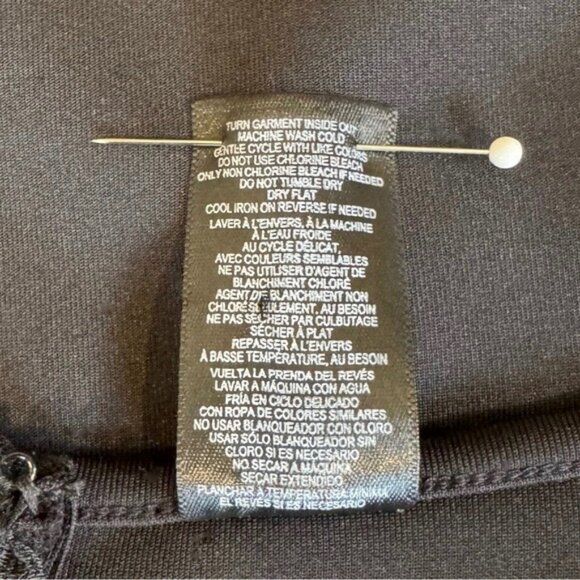 TURN GARMENT INSIDE OUT
MACHINE WASH COLD
GENTLE CYCLE WITH LIKE COLORS
DO NOT USE CHLORINE BLEACH
ONLY NON CHLORINE BLEACH IF NEEDED
DO NOT TUMBLE DRY
DRY FLAT
COOL IRON ON REVERSE IF NEEDED
LAVER À L'ENVERS, À LA MACHINE
À L'EAU FROIDE
AU CYCLE DÉLICAT,
AVEC COULEURS SEMBLABLES
NE PAS UTILISER D'AGENT DE
BLANCHIMENT CHLORÉ
AGENT DE BLANCHIMENT NON
CHLORÉ SEULEMENT, AU BESOIN
NE PAS SÉCHER PAR CULBUTAGE
SÉCHER À PLAT
REPASSER À L'ENVERS
À BASSE TEMPÉRATURE, AU BESOIN
VUELTA LA PRENDA DEL REVÉS
LAVAR A MÁQUINA CON AGUA
FRÍA EN CICLO DELICADO
CON ROPA DE COLORES SIMILARES
NO USAR BLANQUEADOR CON CLORO
USAR SÓLO BLANQUEADOR SIN
CLORO SI ES NECESARIO
NO SECAR A MÁQUINA
SECAR EXTENDIDO
PLANCHAR A TEMPERATURA MÍNIMA
EL REVÉS SI ES NECESARIO